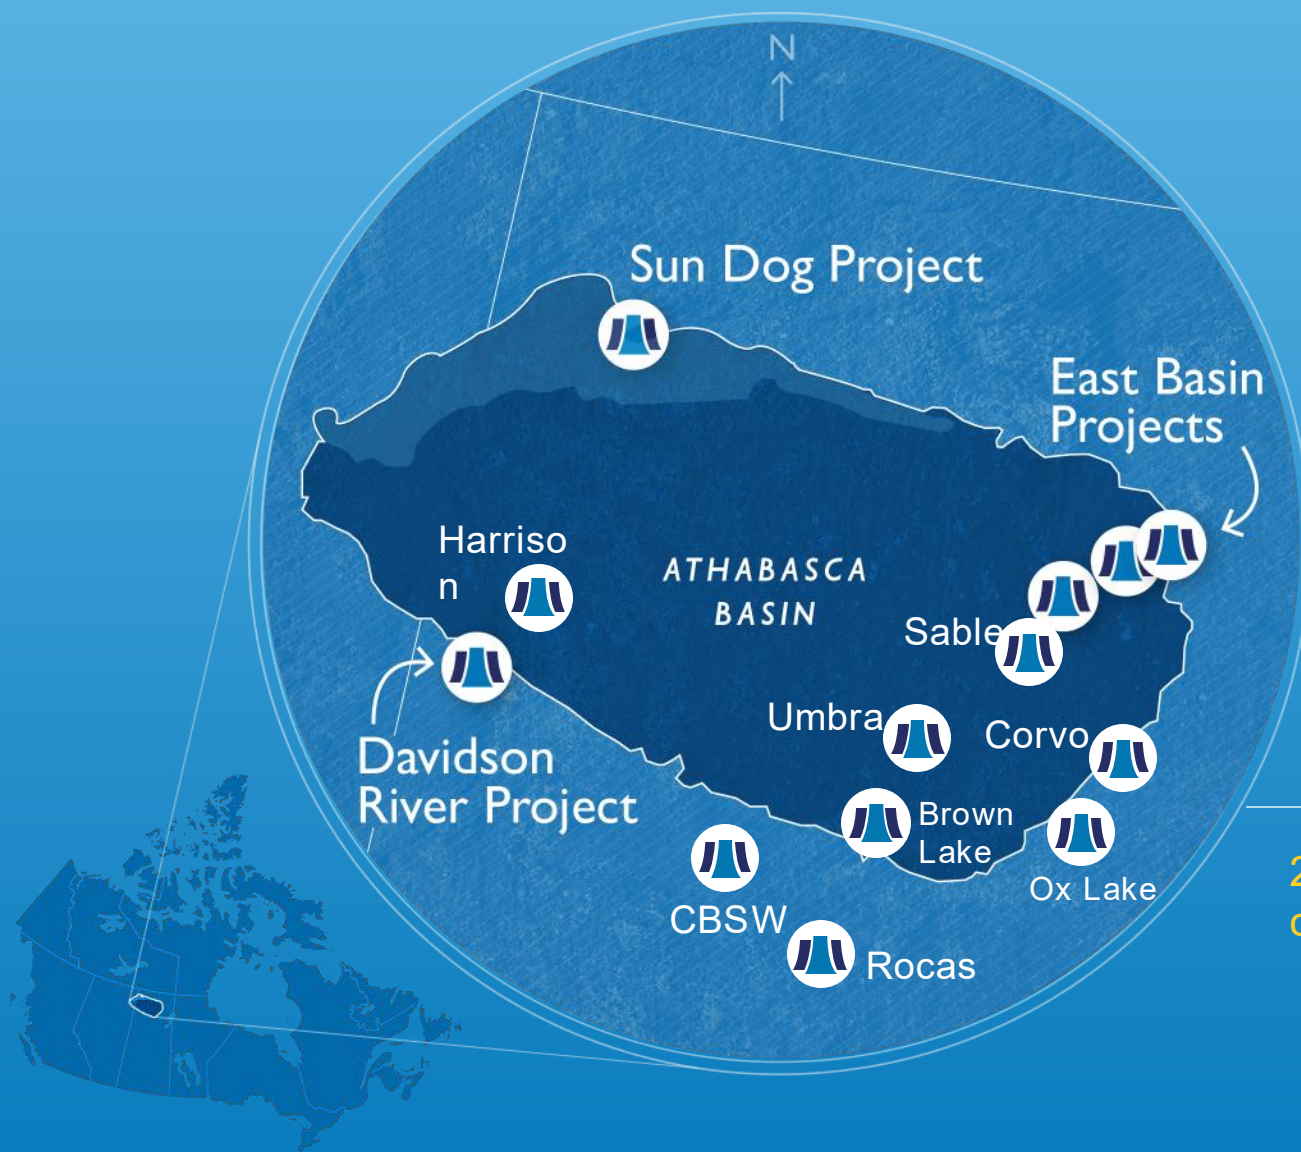 N
Sun Dog Project
East Basin
Projects
Harriso
n
ATHABASCA
BASIN
Sable
Umbra
Corvo
Davidson
River Project
Brown
Lake
Ox Lake
CBSW
Rocas